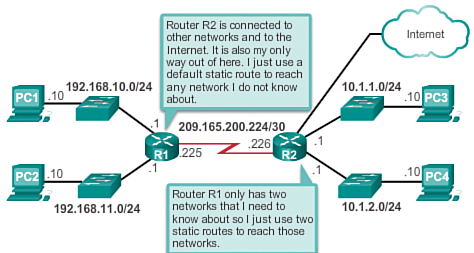 Router R2 is connected to
other networks and to the
Internet. It is also my only
way out of here. I just use a
default static route to reach
any network I do not know
about.
Internet
PC1
.10
192.168.10.0/24
.1
10.1.1.0/24
.10
PC3
209.165.200.224/30
.1
R1
.225
.226
R2
PC2
.10
.1
192.168.11.0/24
.1
10.1.2.0/24
.10
PC4
Router R1 only has two
networks that I need to
know about so I just use two
static routes to reach those
networks.